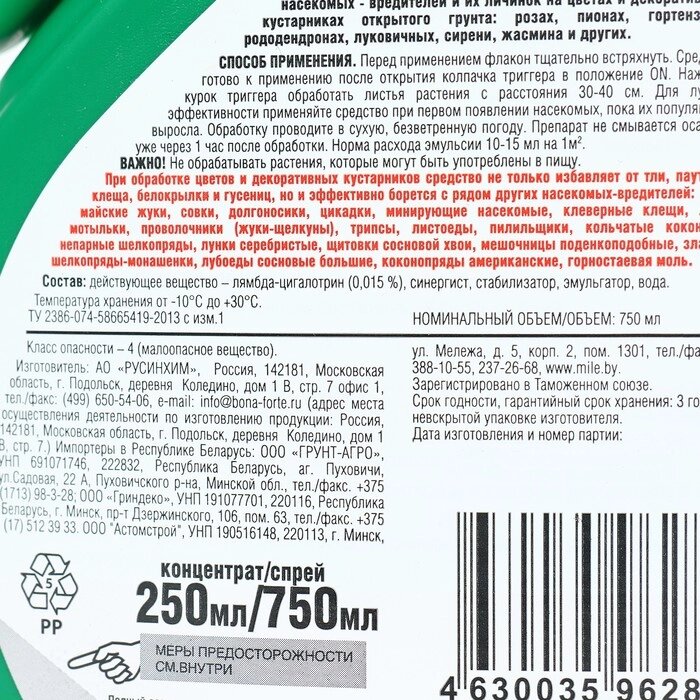 насекомых - вредителей и их личинок на цветах и
кустарниках открытого грунта: розах, пионах,
рододендронах, луковичных, сирени, жасмина и других.
СПОСОБ ПРИМЕНЕНИЯ. Перед применением флакон тщательно встряхнуть.
готово к применению после открытия колпачка триггера в положение ON.
курок триггера обработать листья растений с расстояния 30-40 см. Для
эффективности применяйте средство при первом появлении насекомых, пока их
выросла. Обработку проводите в сухую, безветренную погоду. Препарат не смывается
уже через 1 час после обработки. Норма расхода эмульсии 10-15 мл на 1м².
ВАЖНО! Не обрабатывать растения, которые могут быть употреблены в пищу.
При обработке цветов и декоративных кустарников средство не только избавляет от тли,
клеща, белокрылки и гусениц, но и эффективно борется с рядом других насекомых-вредителей:
майские жуки, совки, долгоносики, цикадки, минирующие насекомые, клеверные клещи,
мотыльки, проволочники (жуки-щелкуны), трипсы, листоеды, пилильщики, кольчатые
непарные шелкопряды, лунки серебристые, щитовки сосновой хвои, мешочницы поденкоподобные,
шелкопряды-монашенки, лубоеды сосновые большие, коконопряды американские, горностаевая моль.
Состав: действующее вещество – лямбда-цигалотрин (0,015 %), синергист, стабилизатор, эмульгатор, вода.
Температура хранения от -10°С до +30°С.
ТУ 2386-074-58665419-2013 с изм.1
НОМИНАЛЬНЫЙ ОБЪЕМ/ОБЪЕМ: 750 мл
Класс опасности – 4 (малоопасное вещество).
Изготовитель: АО «РУСИНХИМ», Россия, 142181, Московская
область, г. Подольск, деревня Коледино, дом 1 В, стр. 7 офис 1,
тел./факс: (499) 650-54-06, e-mail: info@bona-forte.ru (адрес места
осуществления деятельности по изготовлению продукции: Россия,
142181, Московская область, г. Подольск, деревня Коледино, дом 1
В, стр. 7.) Импортеры в Республике Беларусь: ООО «ГРУНТ-АГРО»,
УНП 691071746, 222832, Республика Беларусь, аг. Пуховичи,
ул.Садовая, 22 А, Пуховичского р-на, Минской обл., тел./факс. +375
(1713) 98-3-28; ООО «Гриндеко», УНП 191077701, 220116, Республика
Беларусь, г. Минск, пр-т Дзержинского, 106, пом. 63, тел./факс. +375
(17) 512 39 33. ООО «Астомстрой», УНП 190516148, 220113, г. Минск,
ул. Мележа, д. 5, корп. 2, пом. 1301,
388-10-55, 237-26-68, www.mile.by.
Зарегистрировано в Таможенном союзе.
Срок годности, гарантийный срок хранения: 3
невскрытой упаковке изготовителя.
Дата изготовления и номер партии:
5
PP
концентрат/спрей
250мл/750мл
МЕРЫ ПРЕДОСТОРОЖНОСТИ
СМ.ВНУТРИ
4 630035 9628